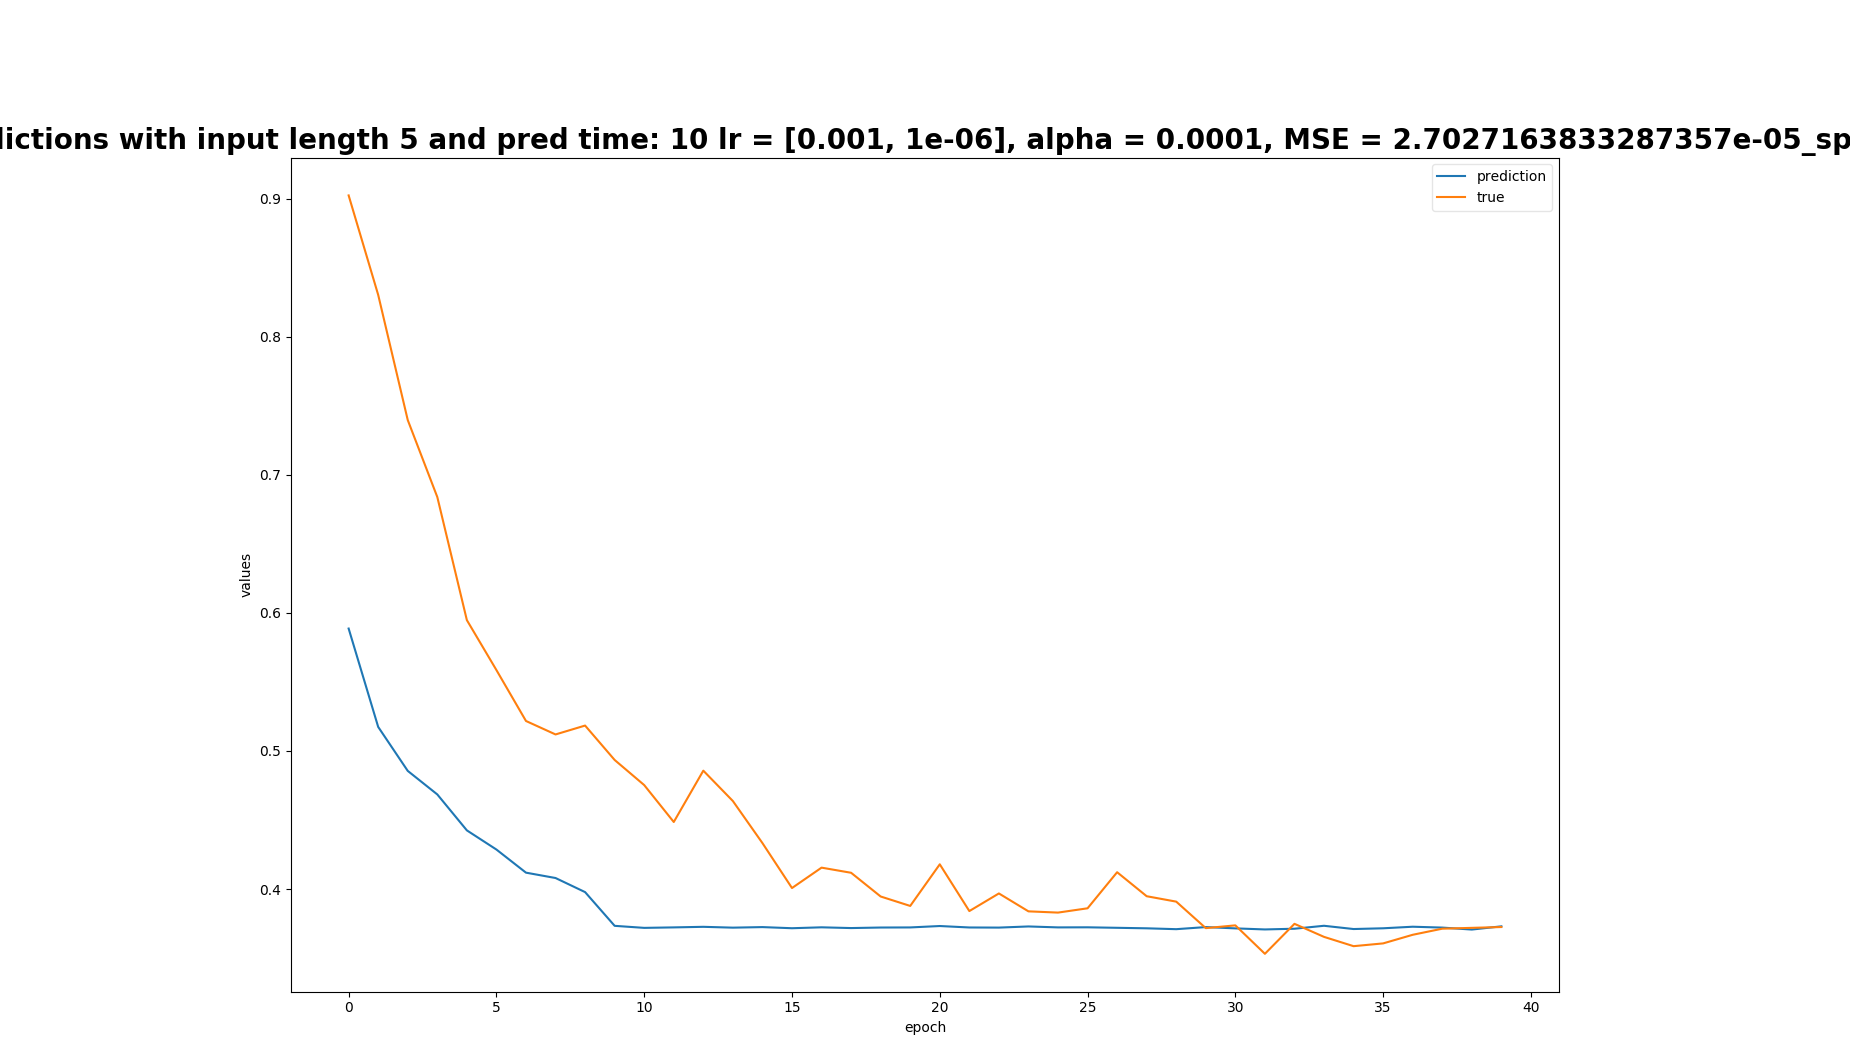 dictions with input length 5 and pred time: 10 lr = [0.001, 1e-06], alpha = 0.0001, MSE = 2.7027163833287357e-05_sp
prediction
true
0.9
0.8
0.7
0.6
0.5
0.4
values
0 5 10 15 20 25 30 35 40
epoch